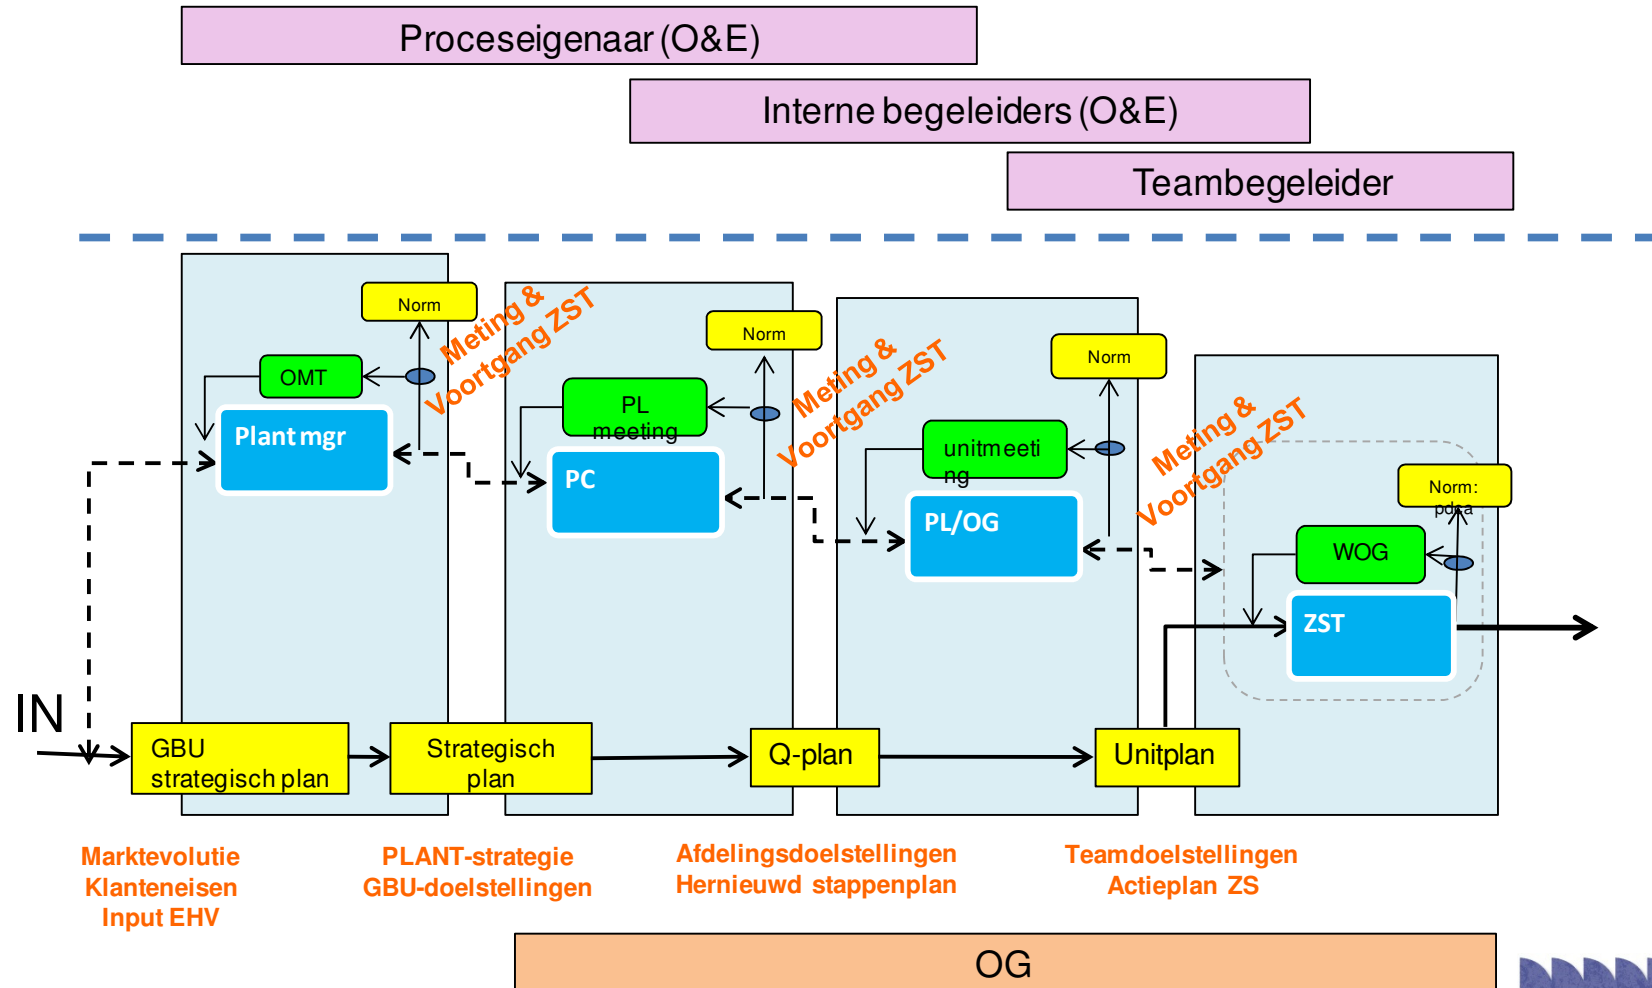 Proceseigenaar (O&E)
Interne begeleiders (O&E)
Teambegeleider
Norm
OMT
Plant mgr
Meting &
Voortgang ZST
Norm
PL
meeting
PC
Meting &
Voortgang ZST
Norm
unitmeeti
ng
PL/OG
Meting &
Voortgang ZST
Norm:
pdca
WOG
ZST
IN
GBU
strategisch plan
Strategisch
plan
Q-plan
Unitplan
Marktevolutie
Klanteneisen
Input EHV
PLANT-strategie
GBU-doelstellingen
Afdelingsdoelstellingen
Hernieuwd stappenplan
Teamdoelstellingen
Actieplan ZS
OG